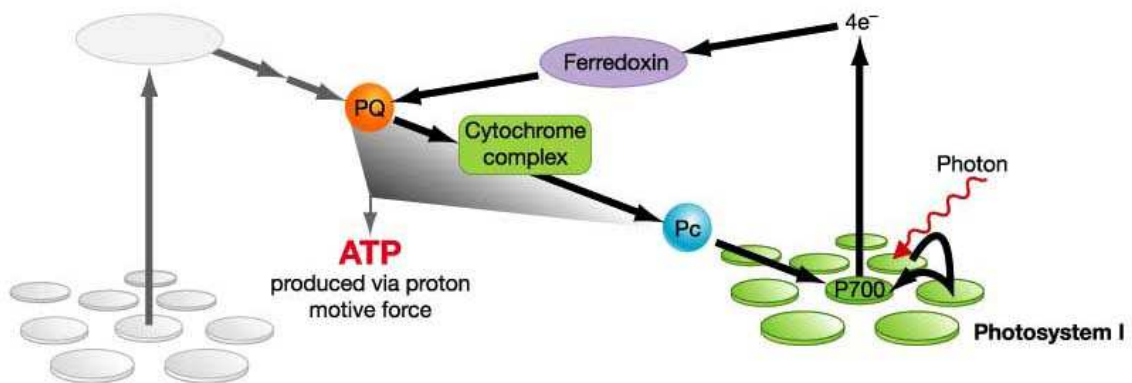 4e⁻
Ferredoxin
PQ
Cytochrome
complex
Photon
Pc
ATP
produced via proton
motive force
P700
Photosystem I